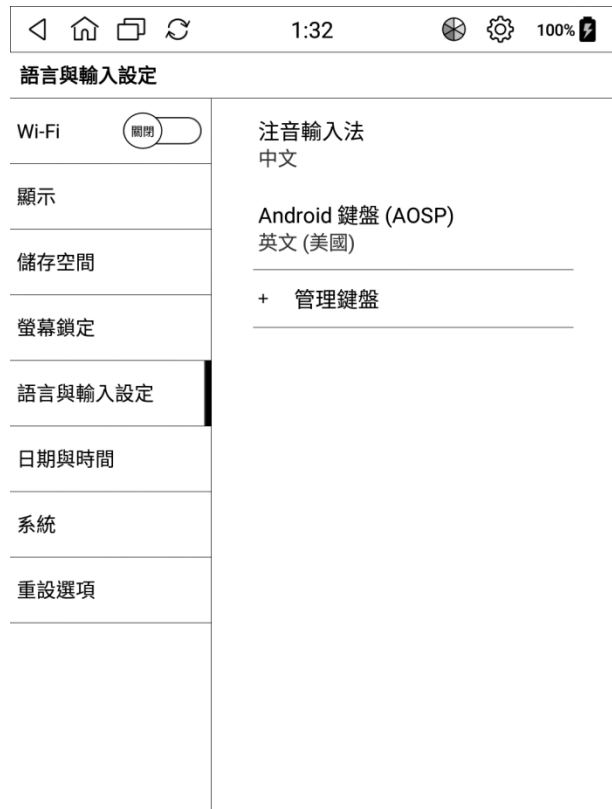 1:32 100%
語言與輸入設定
Wi-Fi 關閉
顯示
儲存空間
螢幕鎖定
語言與輸入設定
日期與時間
系統
重設選項
注音輸入法
中文
Android 鍵盤 (AOSP)
英文 (美國)
+ 管理鍵盤